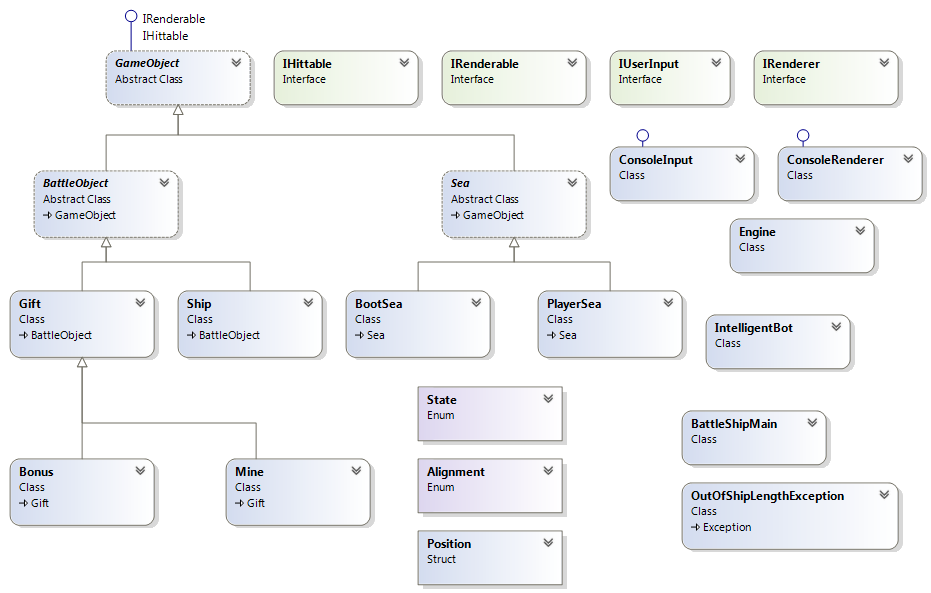 IRenderable
IHittable
GameObject
Abstract Class
IHittable
Interface
IRenderable
Interface
IUserInput
Interface
IRenderer
Interface
ConsoleInput
Class
ConsoleRenderer
Class
BattleObject
Abstract Class
GameObject
Sea
Abstract Class
GameObject
Engine
Class
Gift
Class
BattleObject
Ship
Class
BattleObject
BootSea
Class
Sea
PlayerSea
Class
Sea
IntelligentBot
Class
State
Enum
BattleShipMain
Class
Bonus
Class
Gift
Mine
Class
Gift
Alignment
Enum
OutOfShipLengthException
Class
Exception
Position
Struct